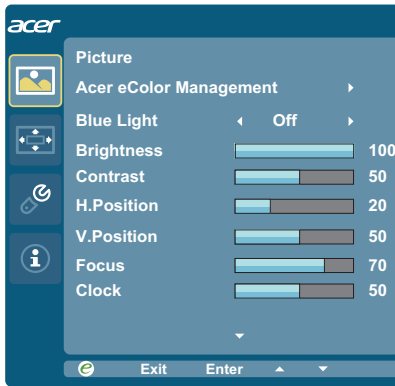 acer
Picture
Acer eColor Management
Blue Light Off
Brightness 100
Contrast 50
H.Position 20
V.Position 50
Focus 70
Clock 50
e Exit Enter